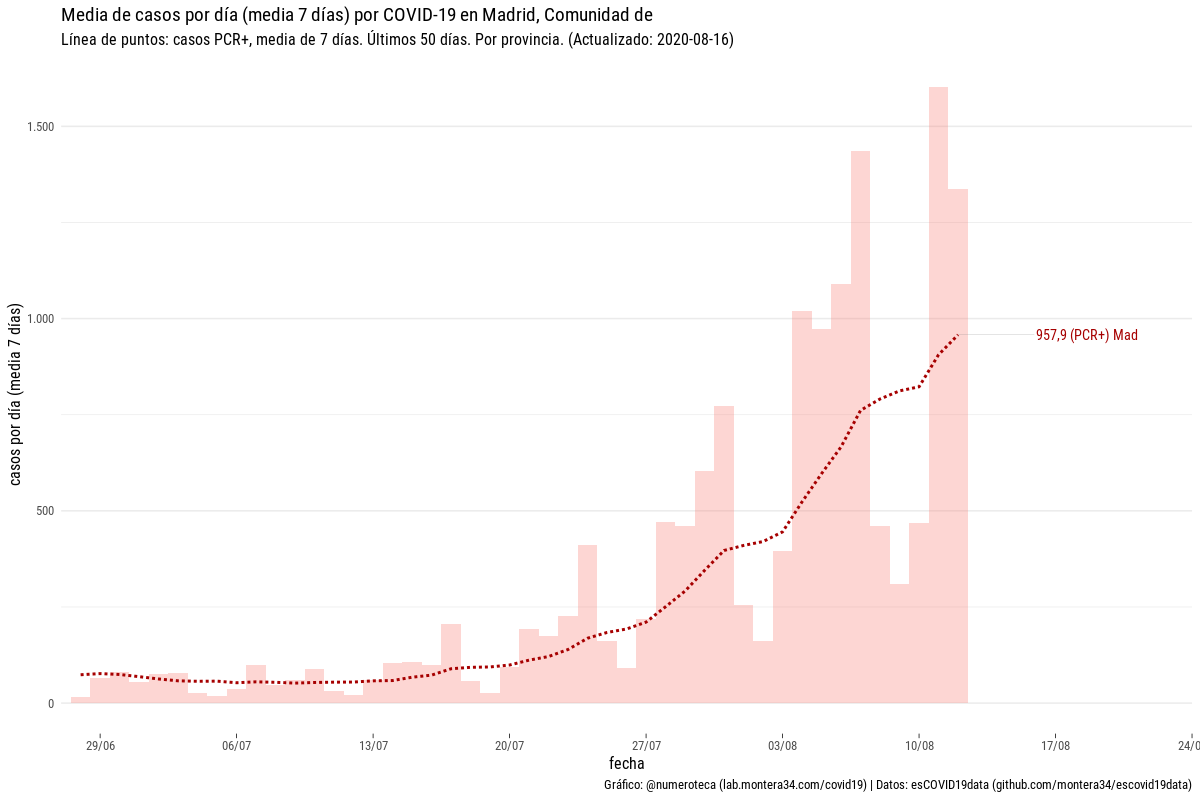 Media de casos por día (media 7 días) por COVID-19 en Madrid, Comunidad de
Línea de puntos: casos PCR+, media de 7 días. Últimos 50 días. Por provincia. (Actualizado: 2020-08-16)
casos por día (media 7 días)
1.500
1.000
500
0
957,9 (PCR+) Mad
29/06
06/07
13/07
20/07
27/07
03/08
10/08
17/08
24/0
fecha
Gráfico: @numeroteca (lab.montera34.com/covid19) | Datos: esCOVID19data (github.com/montera34/escovid19data)